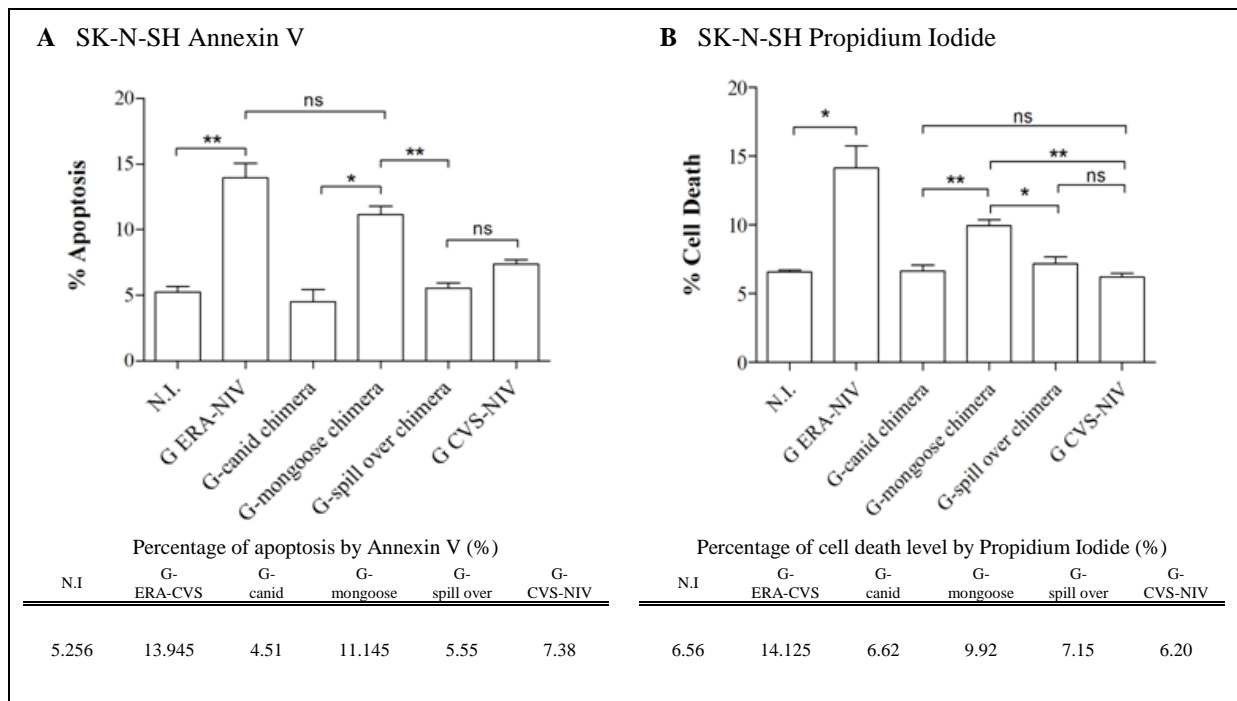 A SK-N-SH Annexin V
% Apoptosis
20
15
10
5
0
**
ns
*
**
ns
N.I.
G ERA-NIV
G-canid chimera
G-mongoose chimera
G-spill over chimera
G CVS-NIV
Percentage of apoptosis by Annexin V (%)
N.I G-ERA-CVS G-canid G-mongoose G-spill over G-CVS-NIV
5.256 13.945 4.51 11.145 5.55 7.38
B SK-N-SH Propidium Iodide
% Cell Death
20
15
10
5
0
*
ns
**
**
*
ns
N.I.
G ERA-NIV
G-canid chimera
G-mongoose chimera
G-spill over chimera
G CVS-NIV
Percentage of cell death level by Propidium Iodide (%)
N.I G-ERA-CVS G-canid G-mongoose G-spill over G-CVS-NIV
6.56 14.125 6.62 9.92 7.15 6.20